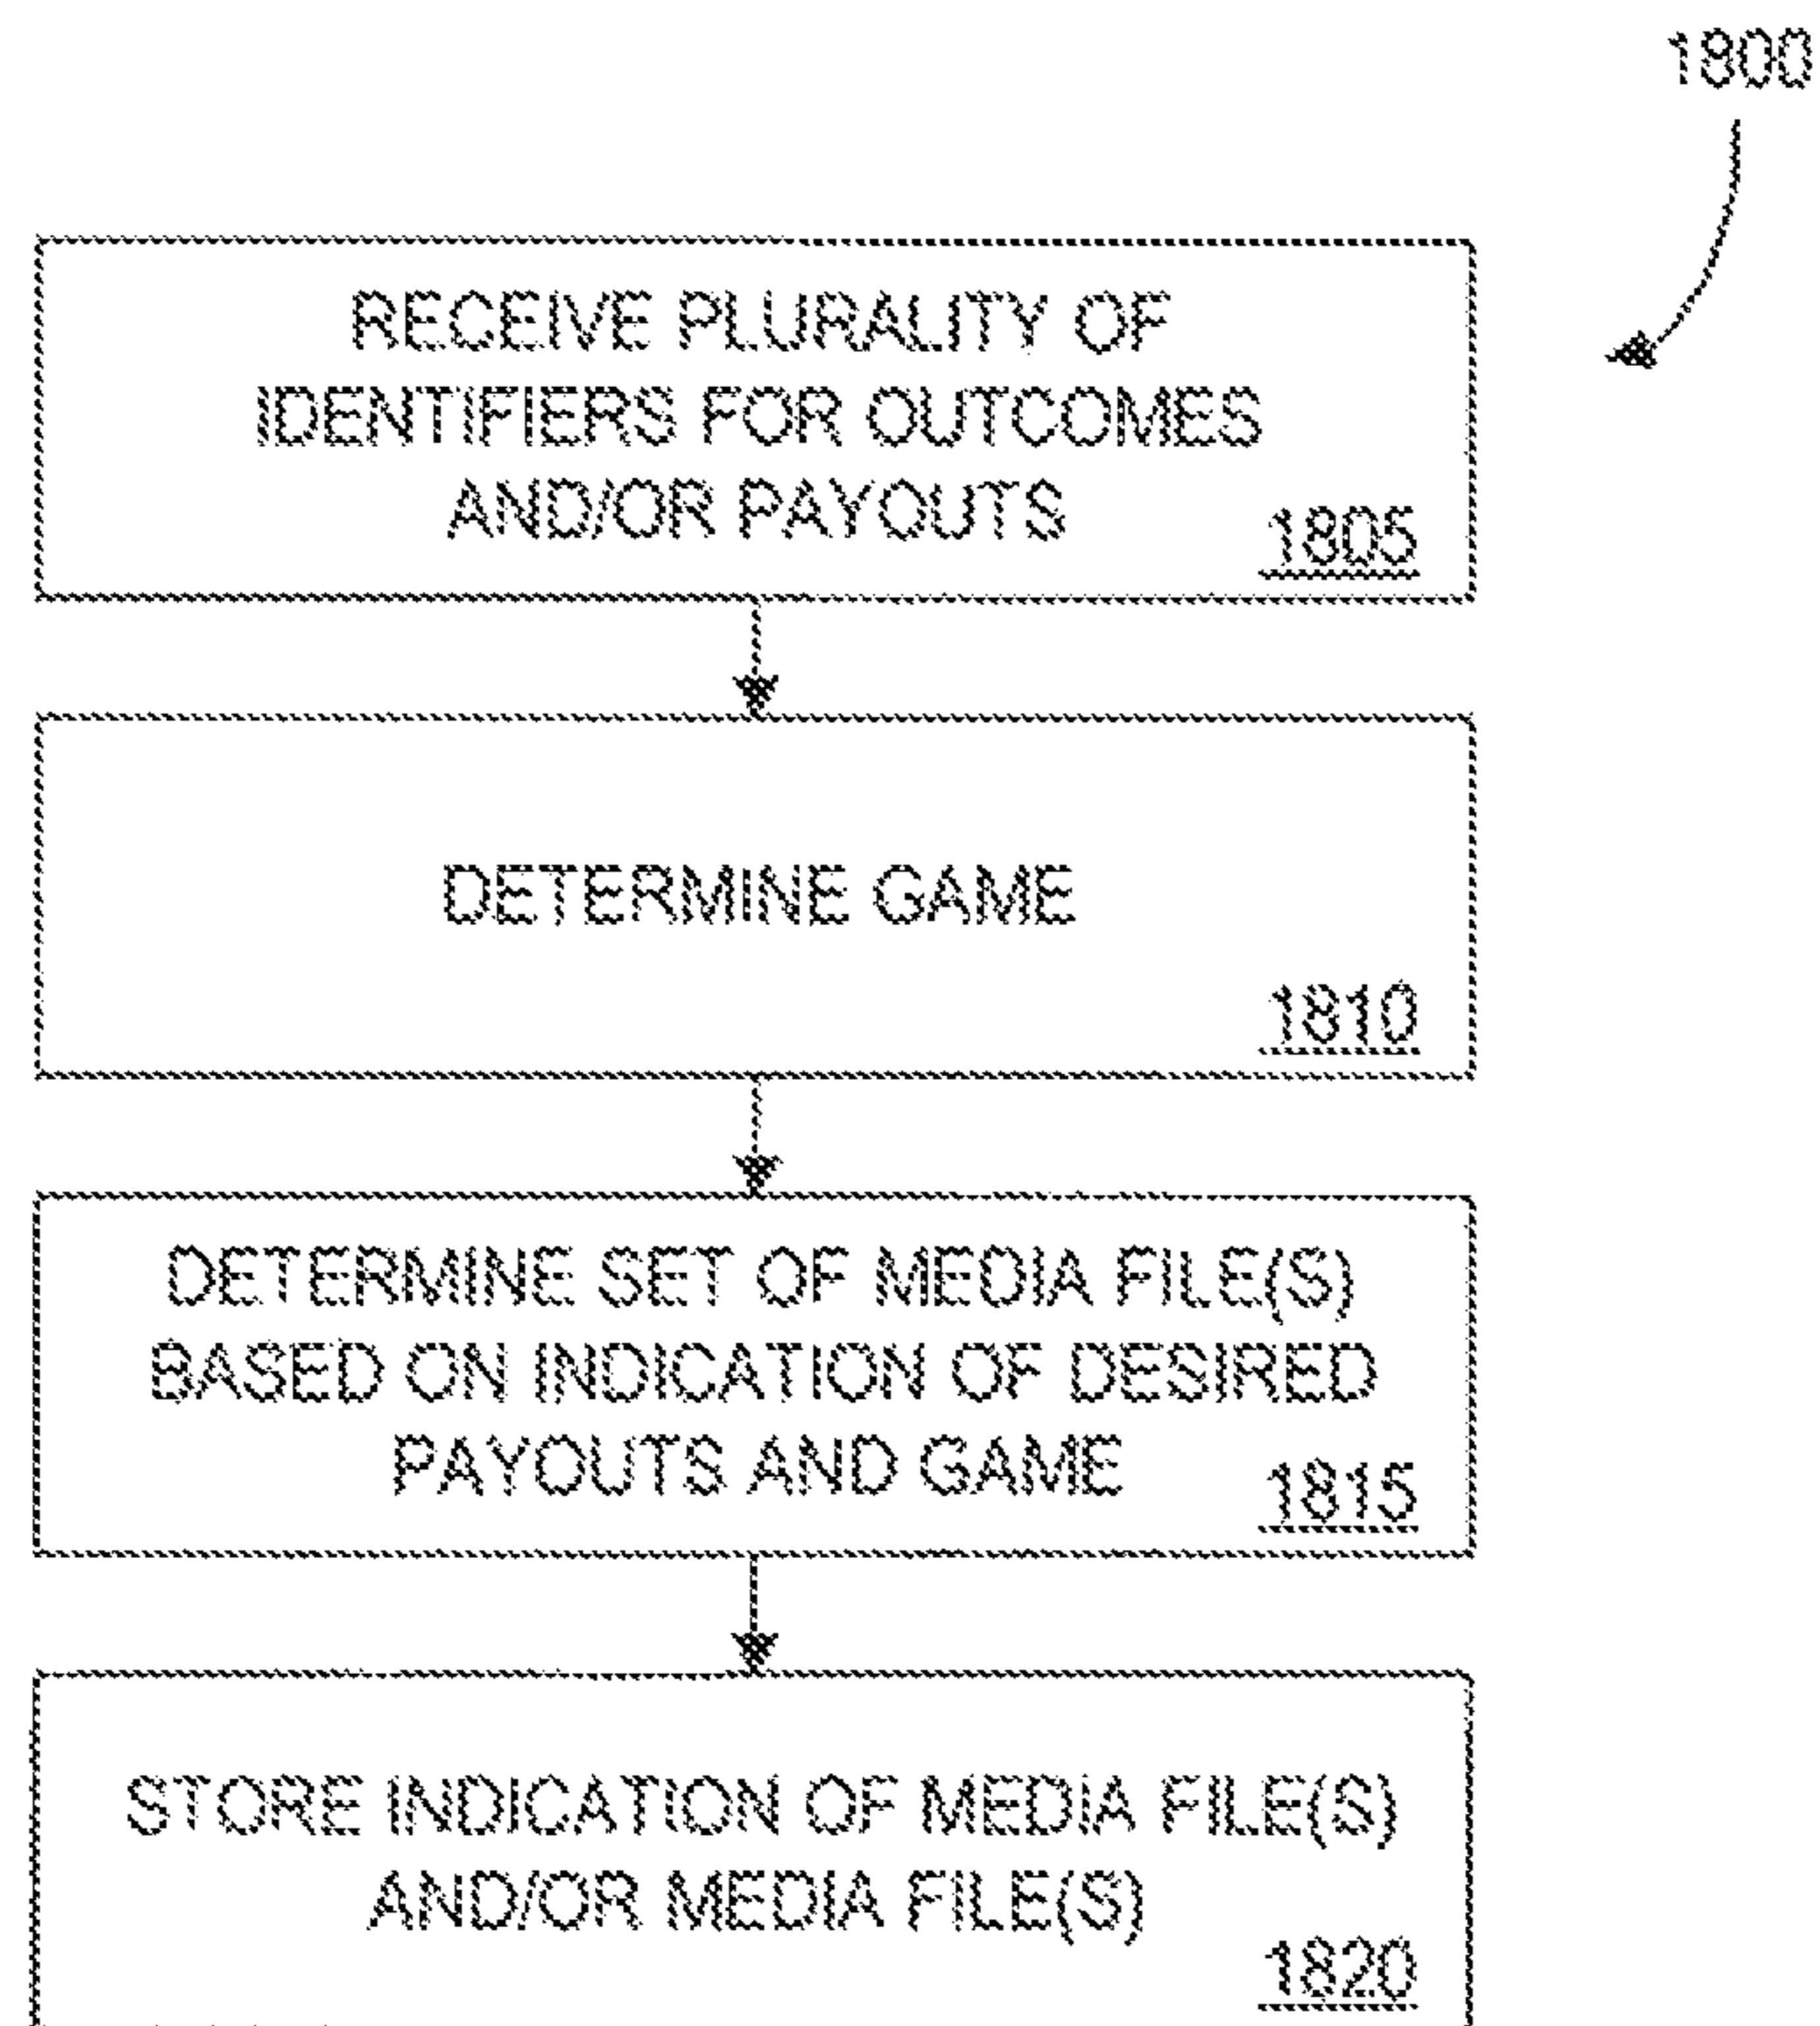 1800
RECEIVE PLURALITY OF
IDENTIFIERS FOR OUTCOMES
AND/OR PAYOUTS
1805
DETERMINE GAME
1810
DETERMINE SET OF MEDIA FILE(S)
BASED ON INDICATION OF DESIRED
PAYOUTS AND GAME
1815
STORE INDICATION OF MEDIA FILE(S)
AND/OR MEDIA FILE(S)
1820